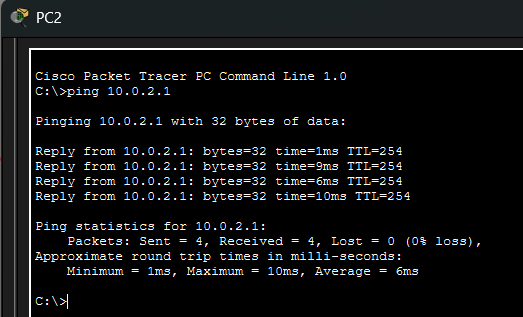 PC2
Cisco Packet Tracer PC Command Line 1.0
C:\>ping 10.0.2.1
Pinging 10.0.2.1 with 32 bytes of data:
Reply from 10.0.2.1: bytes=32 time=1ms TTL=254
Reply from 10.0.2.1: bytes=32 time=9ms TTL=254
Reply from 10.0.2.1: bytes=32 time=6ms TTL=254
Reply from 10.0.2.1: bytes=32 time=10ms TTL=254
Ping statistics for 10.0.2.1:
    Packets: Sent = 4, Received = 4, Lost = 0 (0% loss),
Approximate round trip times in milli-seconds:
    Minimum = 1ms, Maximum = 10ms, Average = 6ms
C:\>